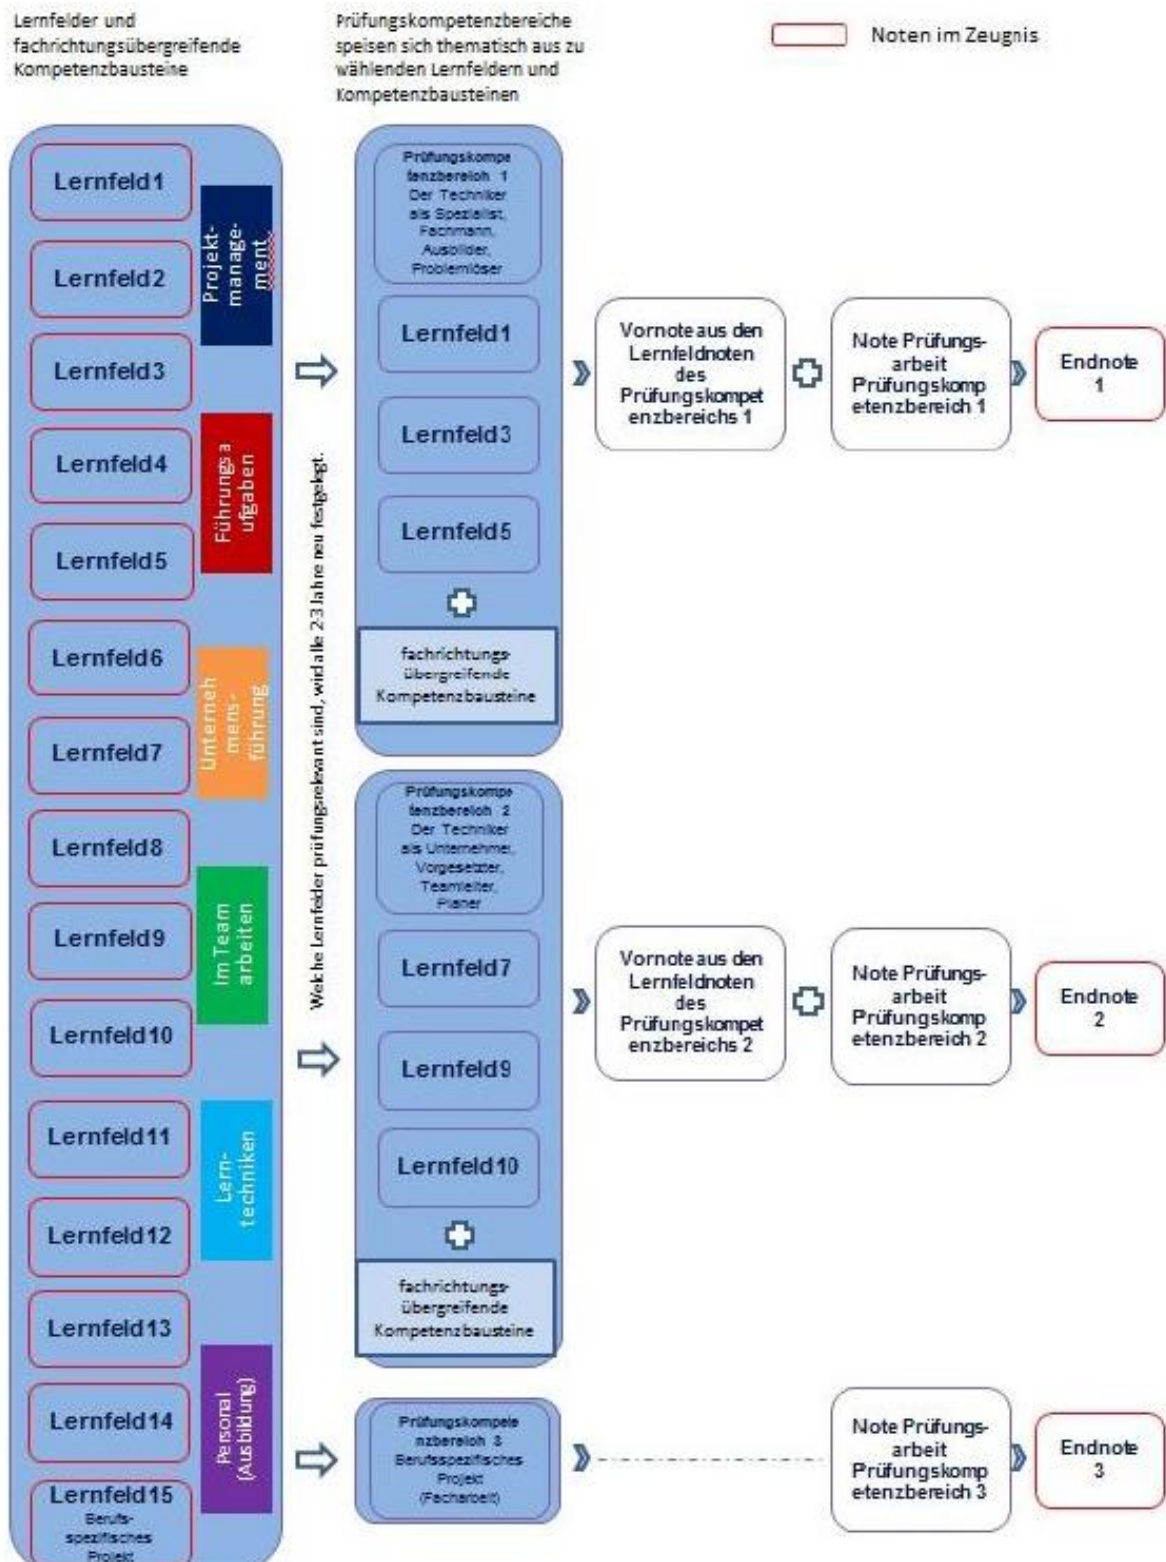 Lernfelder und
fachrichtungsübergreifende
Kompetenzbausteine
Prüfungskompetenzbereiche
speisen sich thematisch aus zu
wählenden Lernfeldern und
Kompetenzbausteinen
Noten im Zeugnis
Lernfeld1
Lernfeld2
Lernfeld3
Lernfeld4
Lernfeld5
Lernfeld6
Lernfeld7
Lernfeld8
Lernfeld9
Lernfeld10
Lernfeld11
Lernfeld12
Lernfeld13
Lernfeld14
Lernfeld15
Berufs-
spezifisches
Projekt
Projekt-
manage-
ment
Führungsa
ufgaben
Unterneh
mens-
führung
Im Team
arbeiten
Lern-
techniken
Personal
(Ausbildung)
Welche Lernfelder prüfungsrelevant sind, wird alle 2-3 Jahre neu festgelegt.
Prüfungskompe
tenzbereich 1
Der Techniker
als Spezialist,
Fachmann,
Ausbilder,
Problemlöser
Lernfeld1
Lernfeld3
Lernfeld5
fachrichtungs-
übergreifende
Kompetenzbausteine
Vornote aus den
Lernfeldnoten
des
Prüfungskompet
enzbereichs 1
Note Prüfungs-
arbeit
Prüfungskomp
etenzbereich 1
Endnote
1
Prüfungskompe
tenzbereich 2
Der Techniker
als Unternehmer,
Vorgesetzter,
Teamleiter,
Planer
Lernfeld7
Lernfeld9
Lernfeld10
fachrichtungs-
übergreifende
Kompetenzbausteine
Vornote aus den
Lernfeldnoten
des
Prüfungskompet
enzbereichs 2
Note Prüfungs-
arbeit
Prüfungskomp
etenzbereich 2
Endnote
2
Prüfungskompete
nzbereich 3
Berufsspezifisches
Projekt
(Facharbeit)
Note Prüfungs-
arbeit
Prüfungskomp
etenzbereich 3
Endnote
3